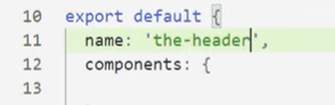 10 export default {
11 name: 'the-header',
12 components: {
13